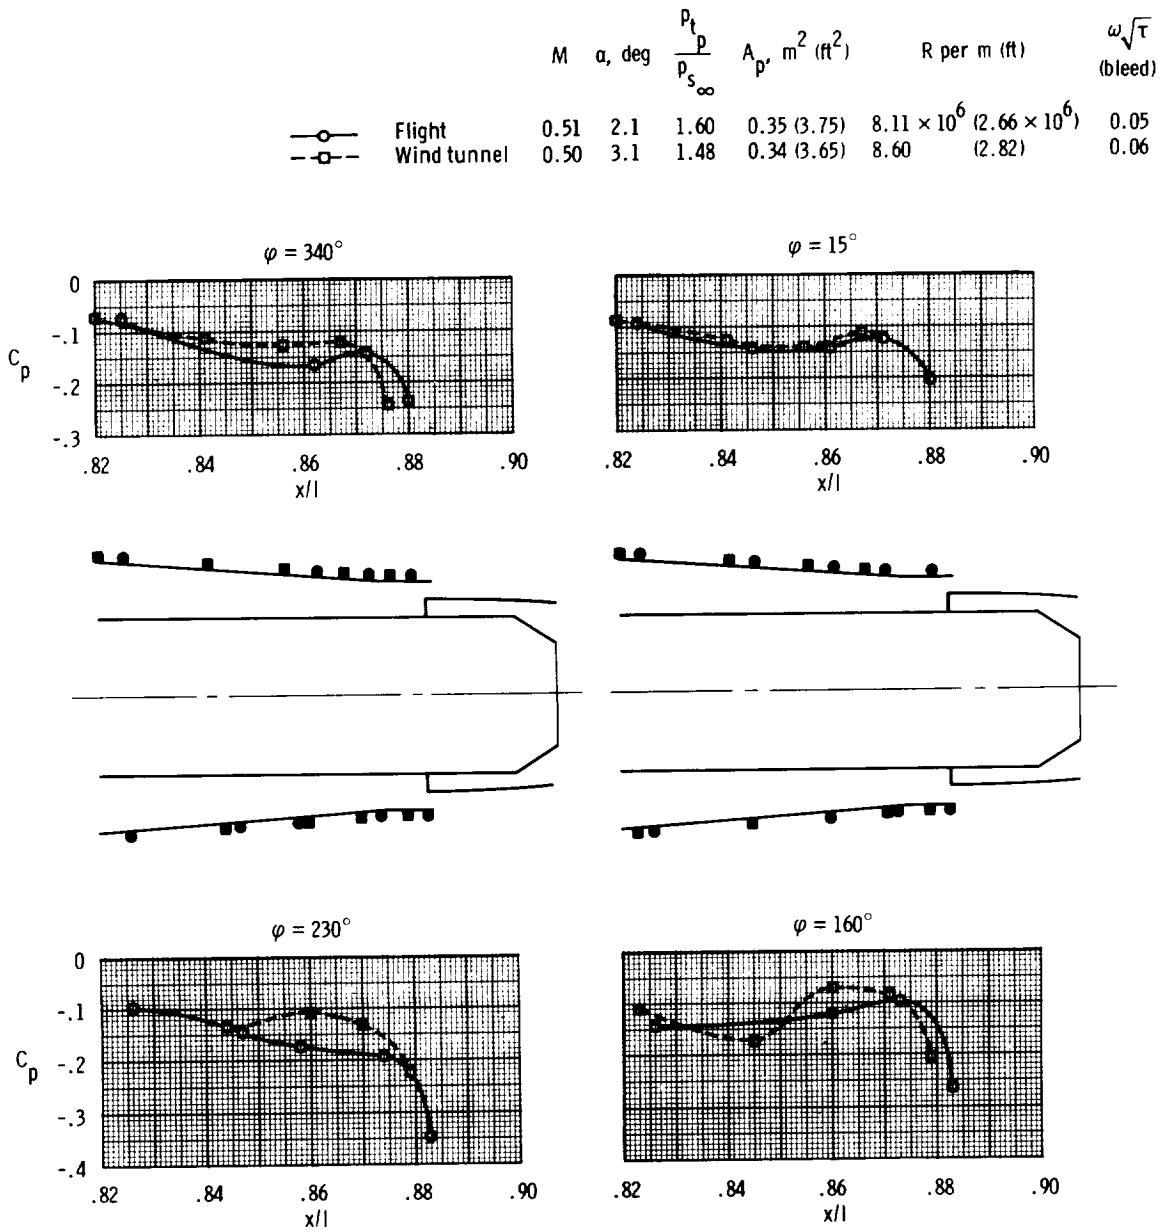 M α, deg p_t_p / p_s_∞ A_p, m² (ft²) R per m (ft) ω√τ (bleed)
Flight 0.51 2.1 1.60 0.35 (3.75) 8.11 × 10⁶ (2.66 × 10⁶) 0.05
Wind tunnel 0.50 3.1 1.48 0.34 (3.65) 8.60 (2.82) 0.06
φ = 340°
φ = 15°
0
-.1
C_p
-.2
-.3
.82 .84 .86 .88 .90
x/l
.82 .84 .86 .88 .90
x/l
φ = 230°
φ = 160°
0
-.1
C_p
-.2
-.3
-.4
.82 .84 .86 .88 .90
x/l
.82 .84 .86 .88 .90
x/l